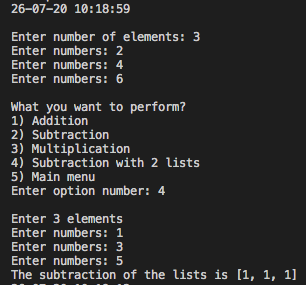 26-07-20 10:18:59
Enter number of elements: 3
Enter numbers: 2
Enter numbers: 4
Enter numbers: 6
What you want to perform?
1) Addition
2) Subtraction
3) Multiplication
4) Subtraction with 2 lists
5) Main menu
Enter option number: 4
Enter 3 elements
Enter numbers: 1
Enter numbers: 3
Enter numbers: 5
The subtraction of the lists is [1, 1, 1]